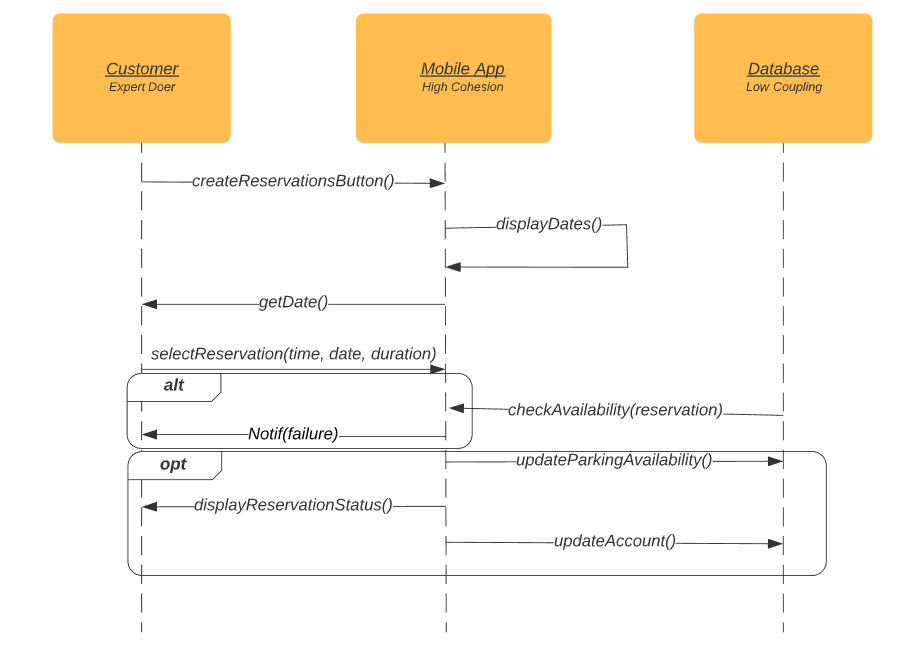 Customer
Expert Doer
Mobile App
High Cohesion
Database
Low Coupling
createReservationsButton()
displayDates()
getDate()
selectReservation(time, date, duration)
alt
checkAvailability(reservation)
Notif(failure)
opt
updateParkingAvailability()
displayReservationStatus()
updateAccount()